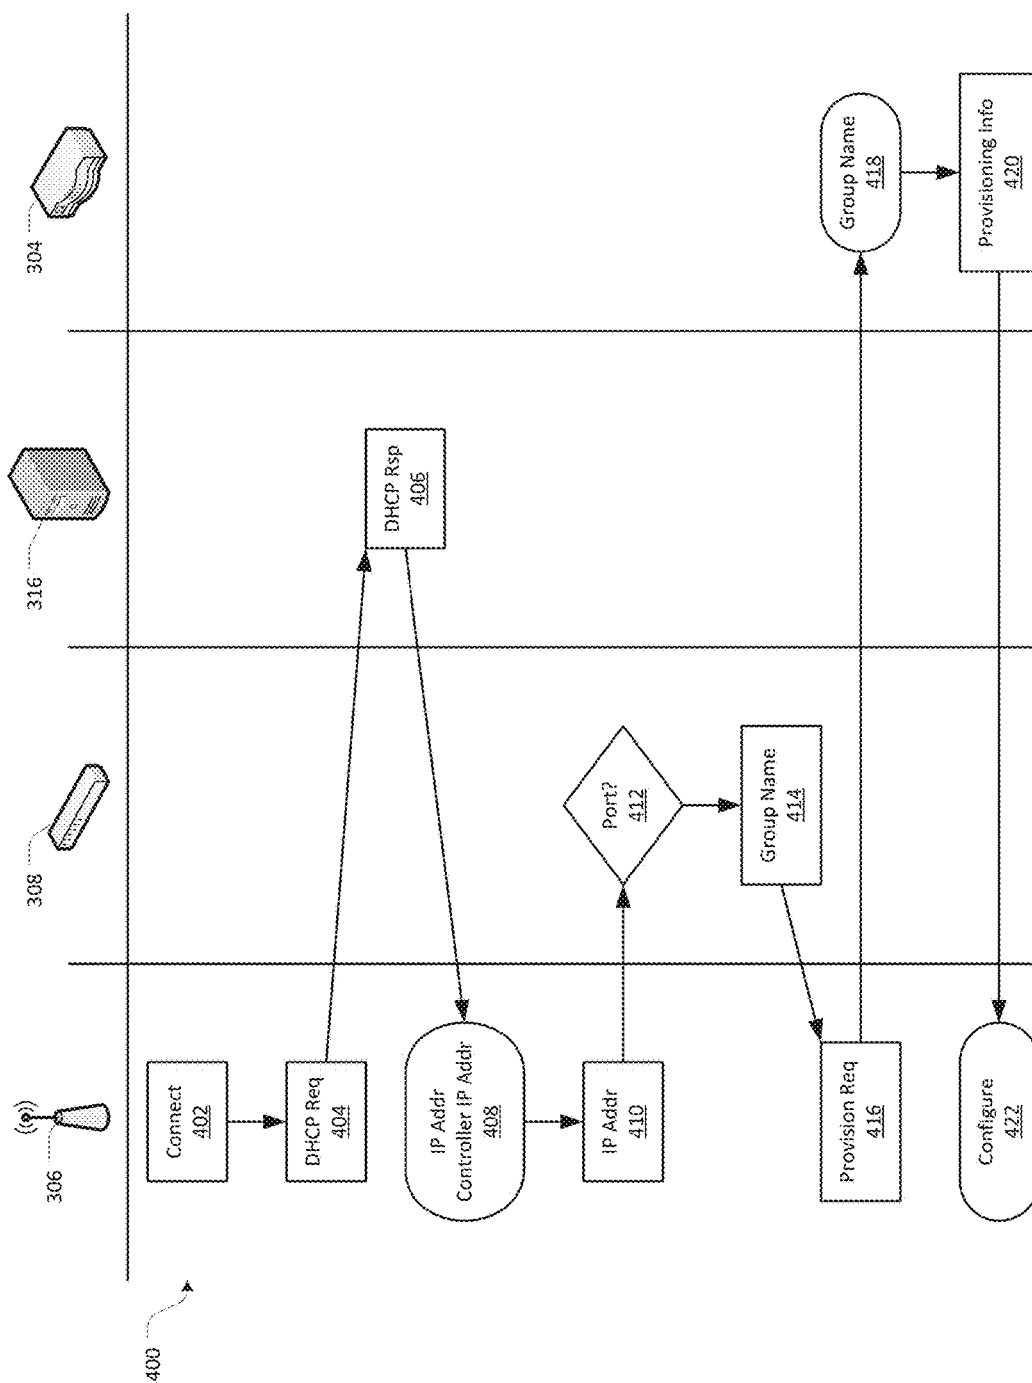 400
306
308
316
304
Connect
402
DHCP Req
404
DHCP Rsp
406
IP Addr
Controller IP Addr
408
IP Addr
410
Port?
412
Group Name
414
Provision Req
416
Group Name
418
Provisioning Info
420
Configure
422